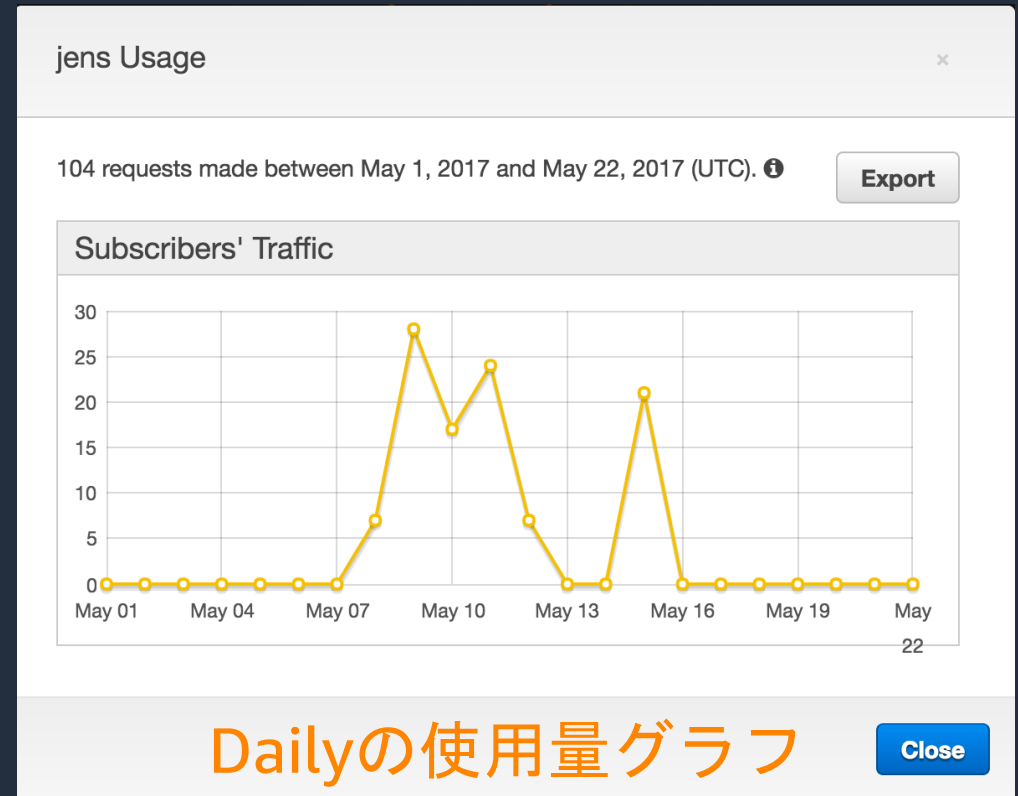 jens Usage
×
104 requests made between May 1, 2017 and May 22, 2017 (UTC).
Export
Subscribers' Traffic
30
25
20
15
10
5
0
May 01 May 04 May 07 May 10 May 13 May 16 May 19 May
22
Dailyの使用量グラフ
Close